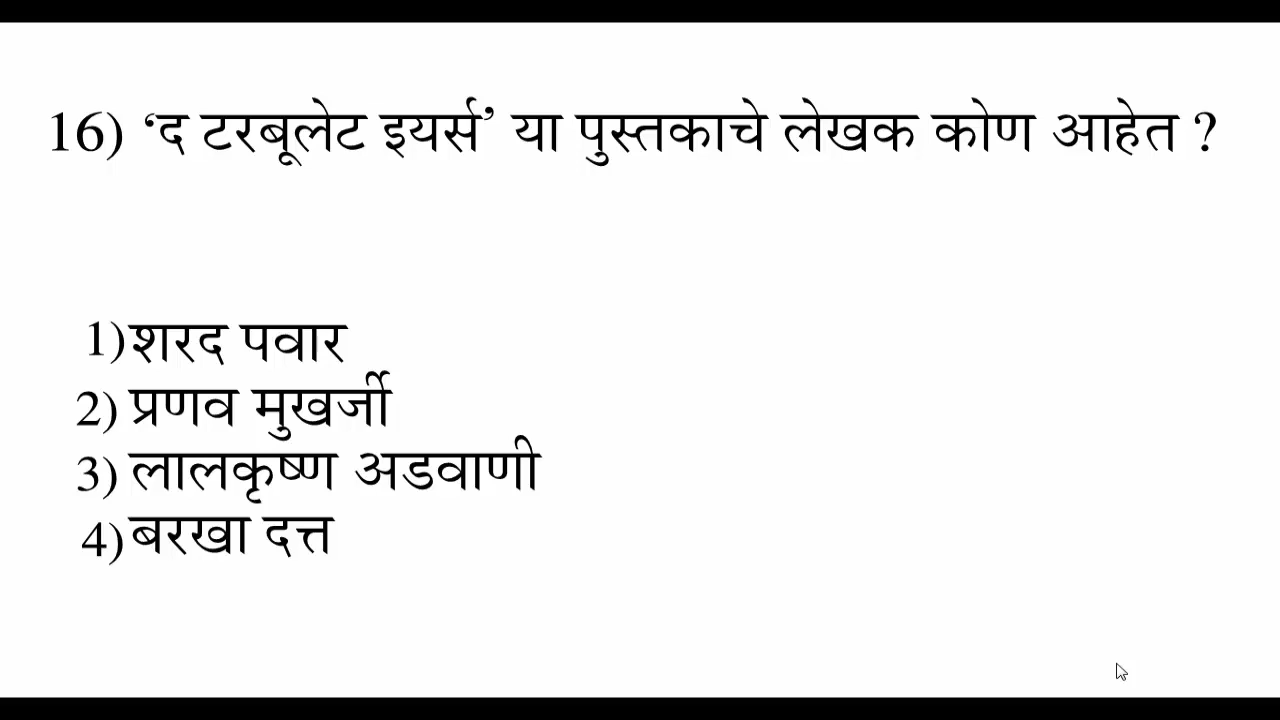 16) ‘द टरबूलेट इयर्स’ या पुस्तकाचे लेखक कोण आहेत ?
1) शरद पवार
2) प्रणव मुखर्जी
3) लालकृष्ण अडवाणी
4) बरखा दत्त